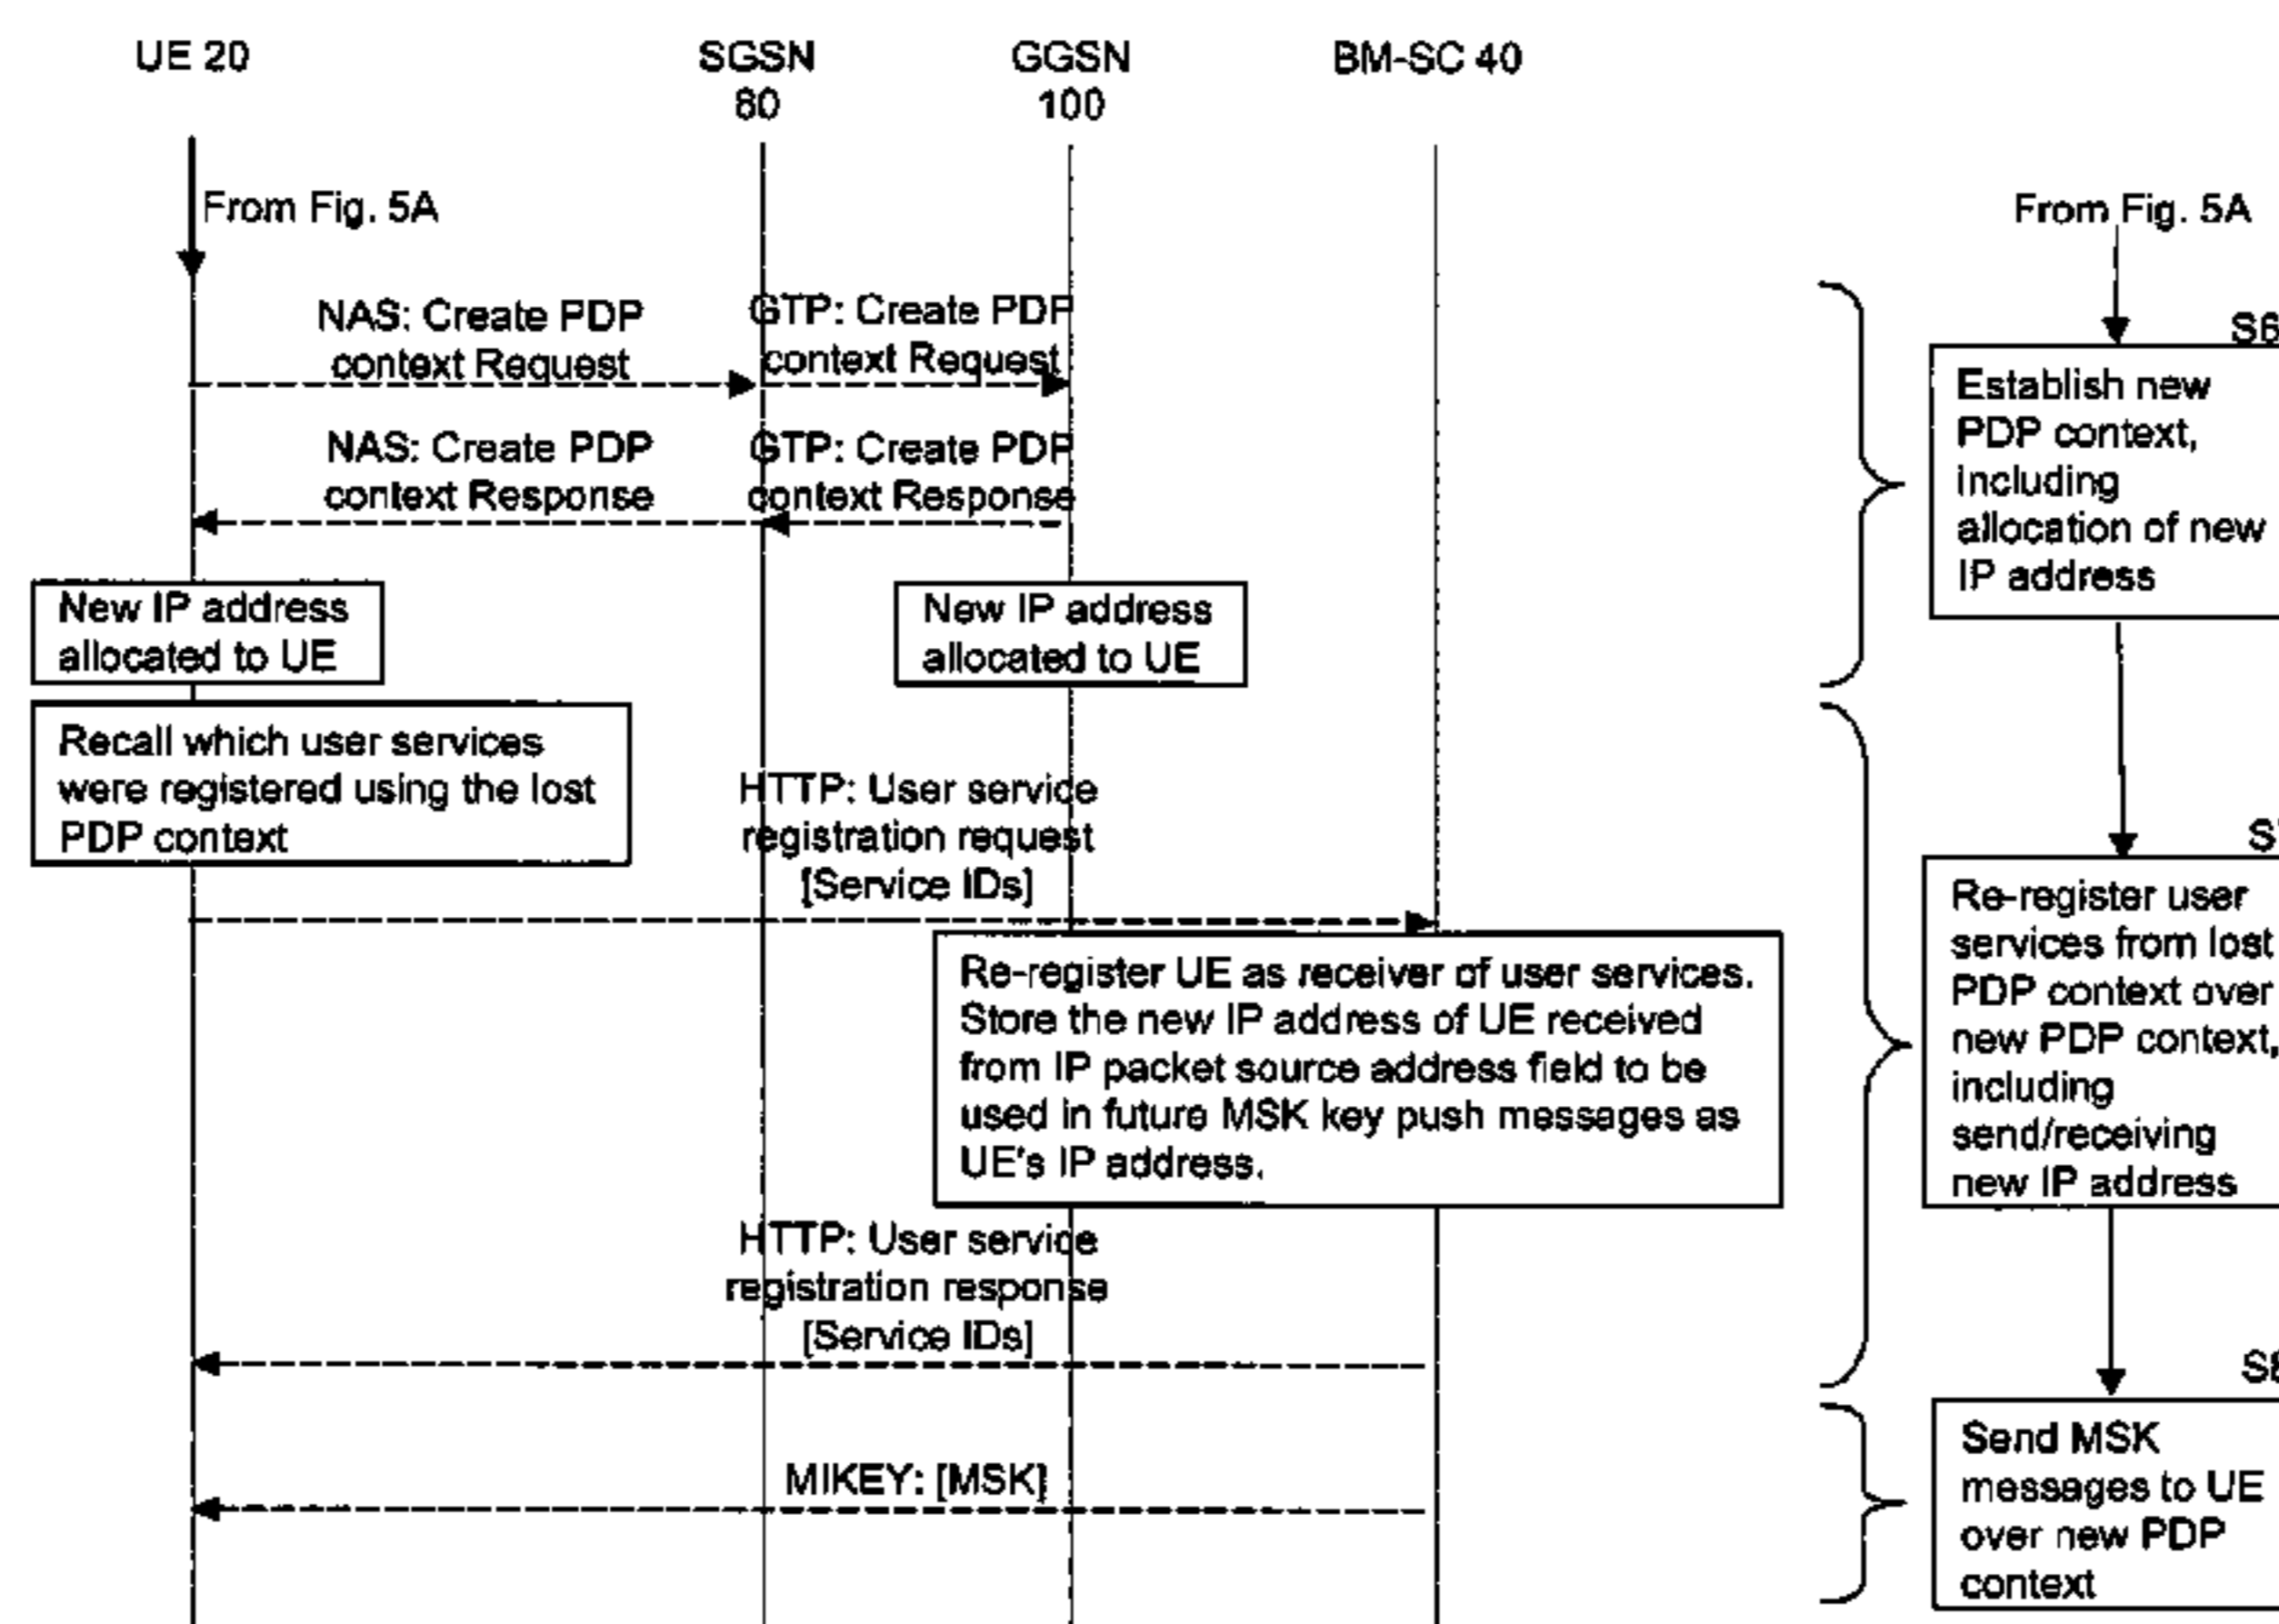 UE 20
SGSN
80
GGSN
100
BM-SC 40
From Fig. 5A
NAS: Create PDP
context Request
GTP: Create PDP
context Request
NAS: Create PDP
context Response
GTP: Create PDP
context Response
New IP address
allocated to UE
New IP address
allocated to UE
Recall which user services
were registered using the lost
PDP context
HTTP: User service
registration request
[Service IDs]
Re-register UE as receiver of user services.
Store the new IP address of UE received
from IP packet source address field to be
used in future MSK key push messages as
UE's IP address.
HTTP: User service
registration response
[Service IDs]
MIKEY: [MSK]
From Fig. 5A
S6
Establish new
PDP context,
including
allocation of new
IP address
Re-register user
services from lost
PDP context over
new PDP context,
including
send/receiving
new IP address
Send MSK
messages to UE
over new PDP
context